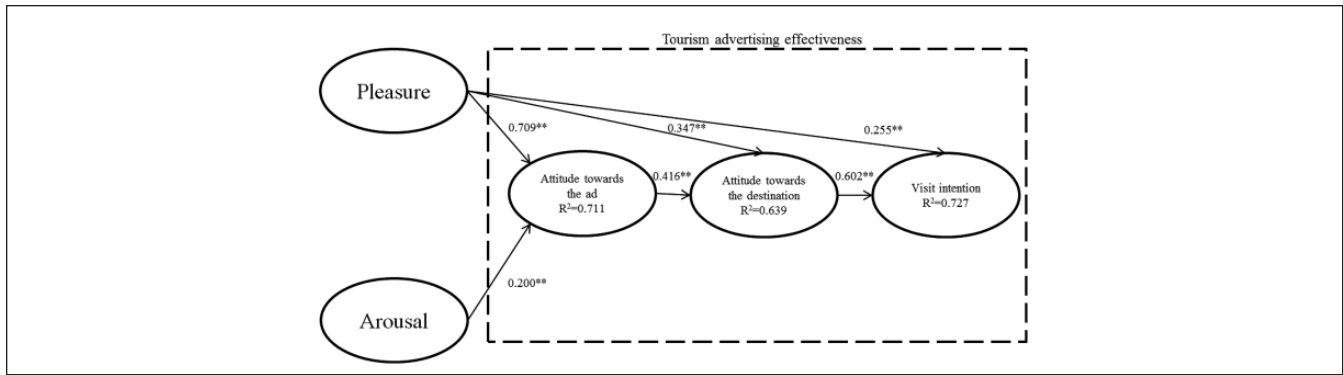 Tourism advertising effectiveness
Pleasure
0.709**
0.347**
0.255**
Attitude towards
the ad
R²=0.711
0.416**
Attitude towards
the destination
R²=0.639
0.602**
Visit intention
R²=0.727
0.200**
Arousal